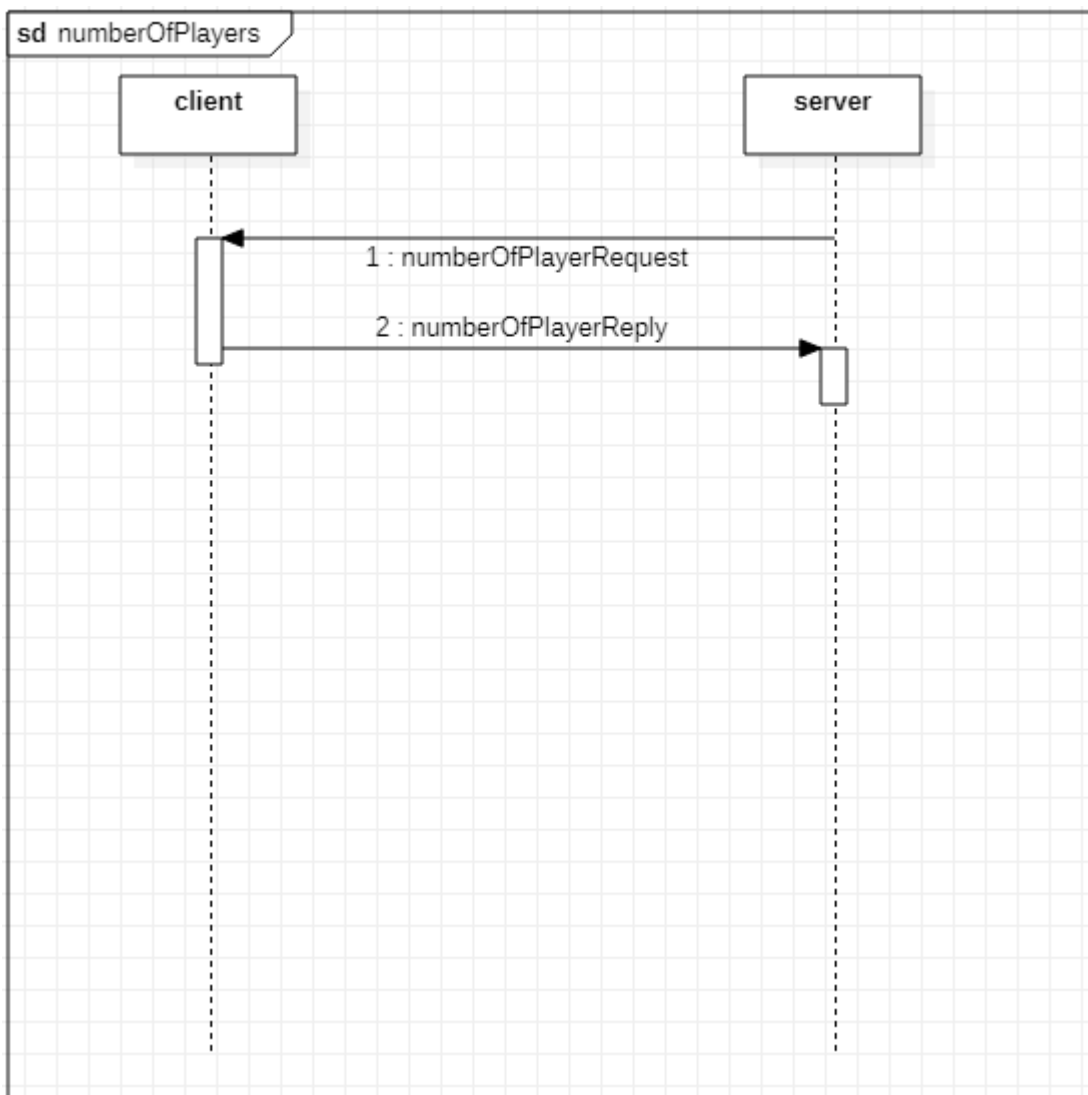 sd numberOfPlayers
client
server
1 : numberOfPlayerRequest
2 : numberOfPlayerReply